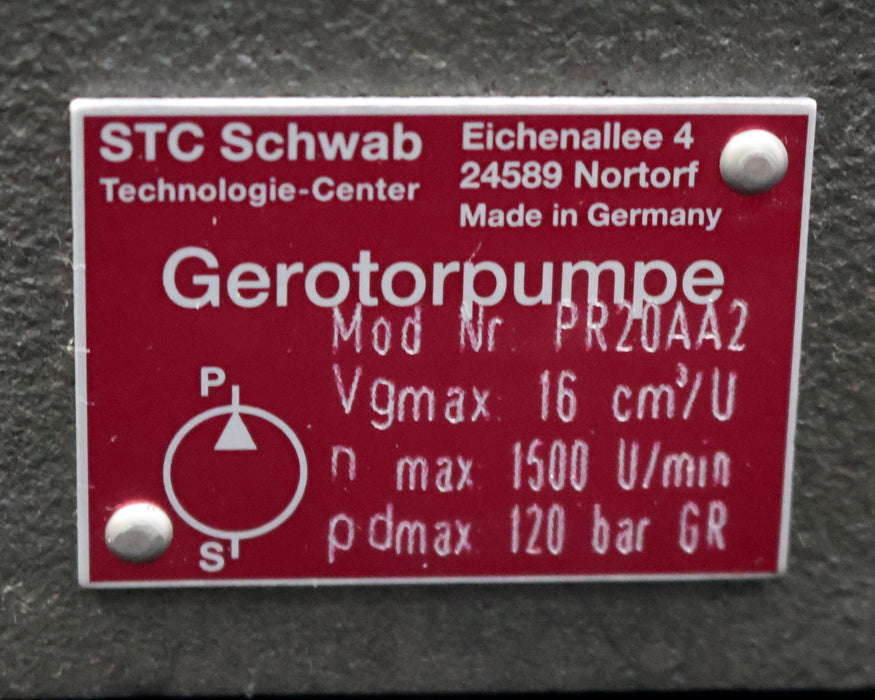 STC Schwab
Technologie-Center
Eichenallee 4
24589 Nortorf
Made in Germany
Gerotorpumpe
Mod Nr PR20AA2
Vgmax 16 cm³/U
n max 1500 U/min
pdmax 120 bar GR
P
S